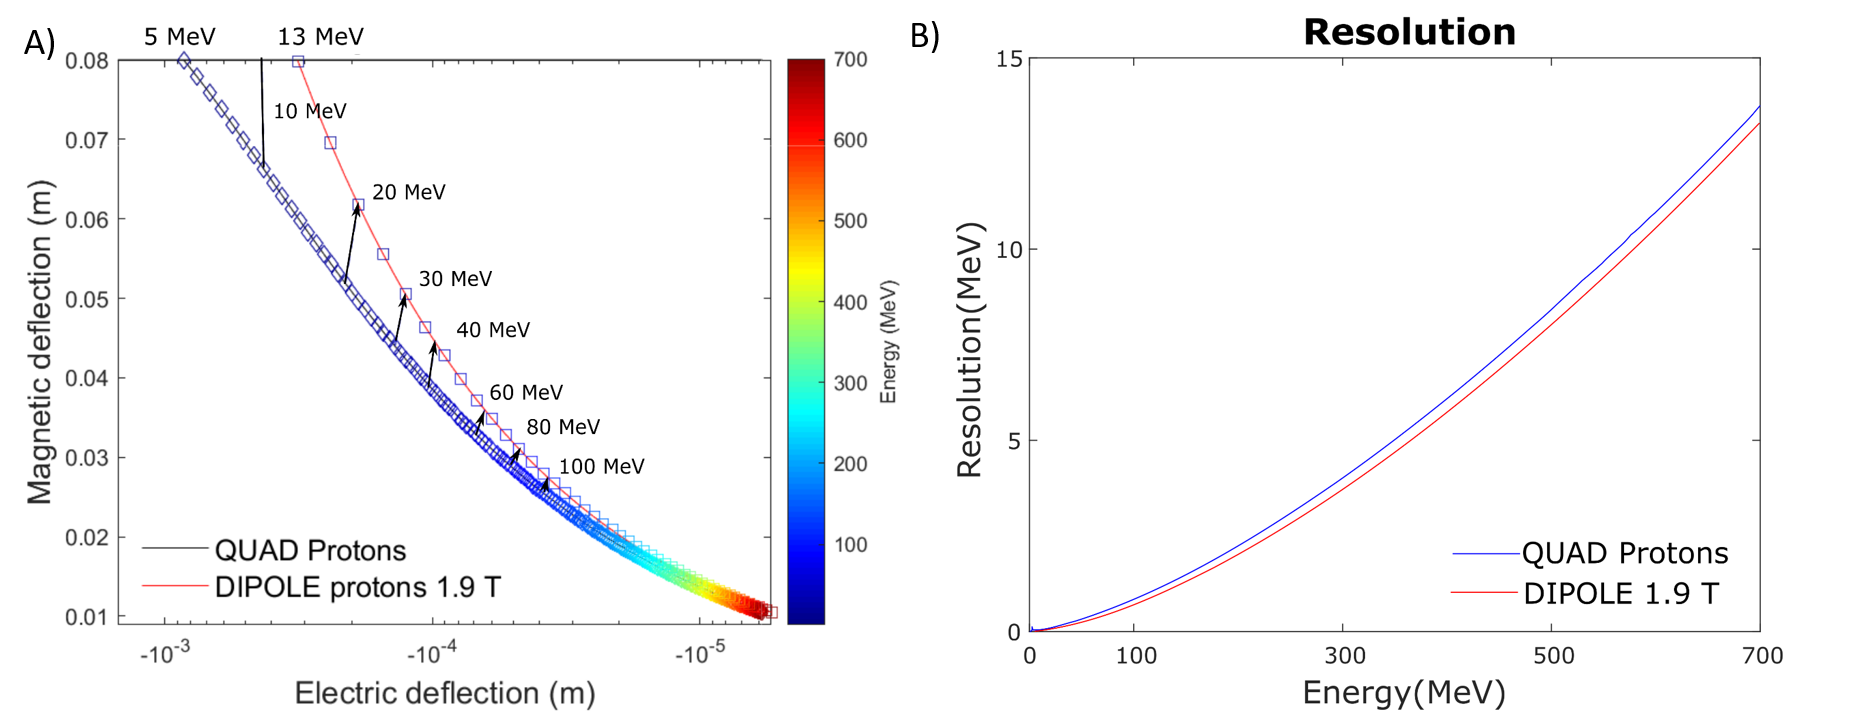 A)
5 MeV
13 MeV
10 MeV
20 MeV
30 MeV
40 MeV
60 MeV
80 MeV
100 MeV
0.08
0.07
0.06
0.05
0.04
0.03
0.02
0.01
Magnetic deflection (m)
QUAD Protons
DIPOLE protons 1.9 T
-10^-3
-10^-4
-10^-5
Electric deflection (m)
700
600
500
400
300
200
100
Energy (MeV)
B)
Resolution
15
10
5
0
Resolution(MeV)
QUAD Protons
DIPOLE 1.9 T
0
100
300
500
700
Energy(MeV)